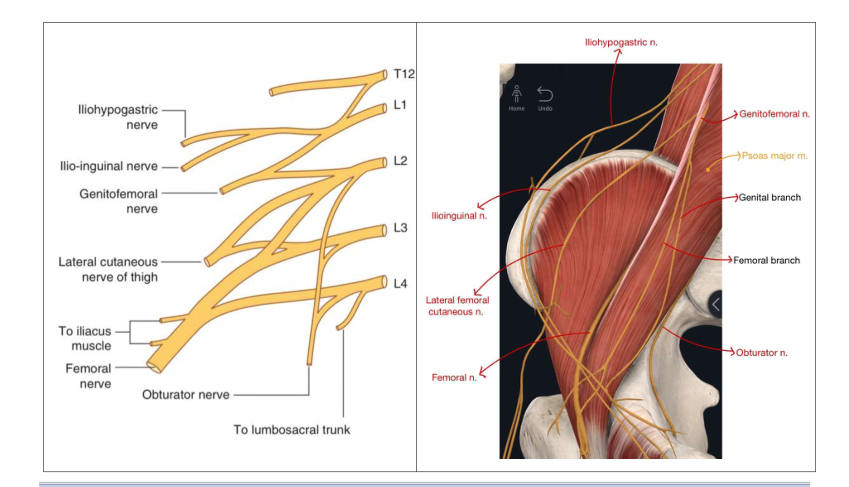 T12
L1
Iliohypogastric
nerve
L2
Ilio-inguinal nerve
Genitofemoral
nerve
L3
Lateral cutaneous
nerve of thigh
L4
To iliacus
muscle
Femoral
nerve
Obturator nerve
To lumbosacral trunk
Iliohypogastric n.
Home
Undo
Genitofemoral n.
Psoas major m.
Genital branch
Ilioinguinal n.
Femoral branch
Lateral femoral
cutaneous n.
Obturator n.
Femoral n.